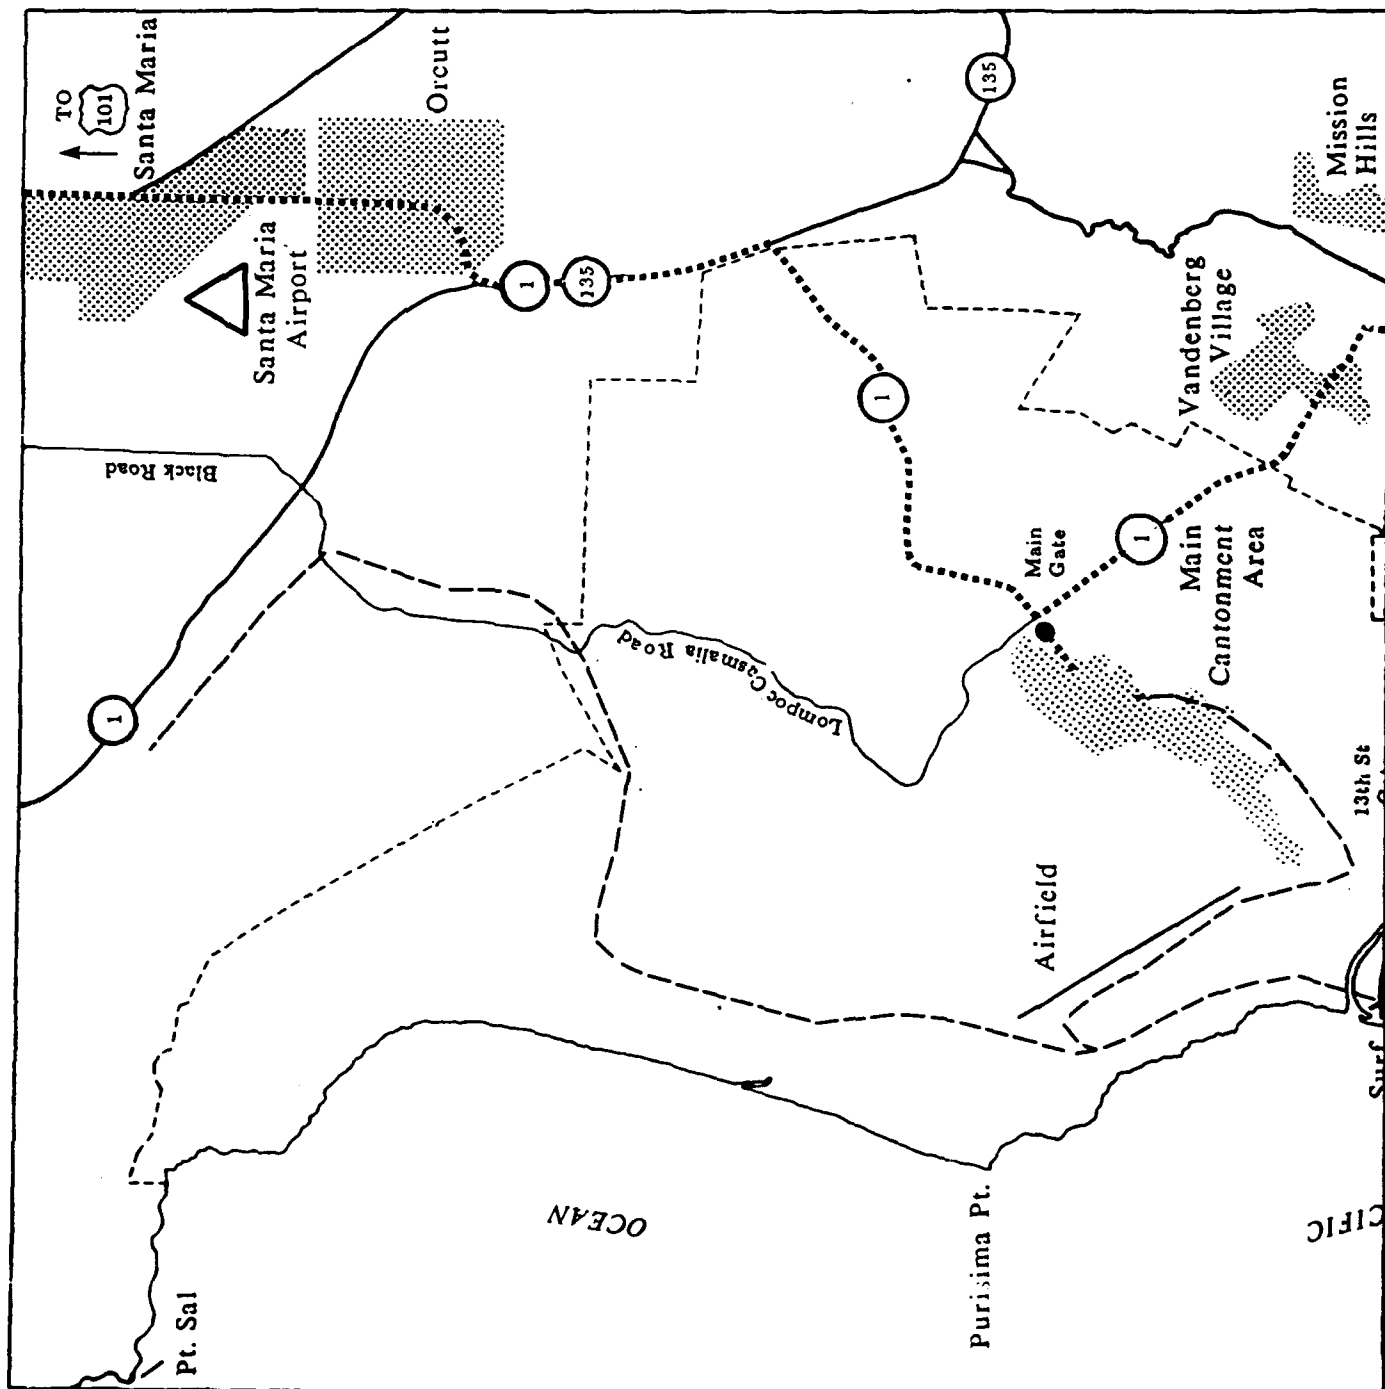 TO
101
Santa Maria
Orcutt
135
Mission
Hills
Santa Maria
Airport
1
135
Black Road
1
Vandenberg
Village
Main
Gate
1
Main
Cantonment
Area
Lompoc Casmalia Road
1
13th St
Airfield
Surf
OCEAN
Purisima Pt.
CIFIC
Pt. Sal